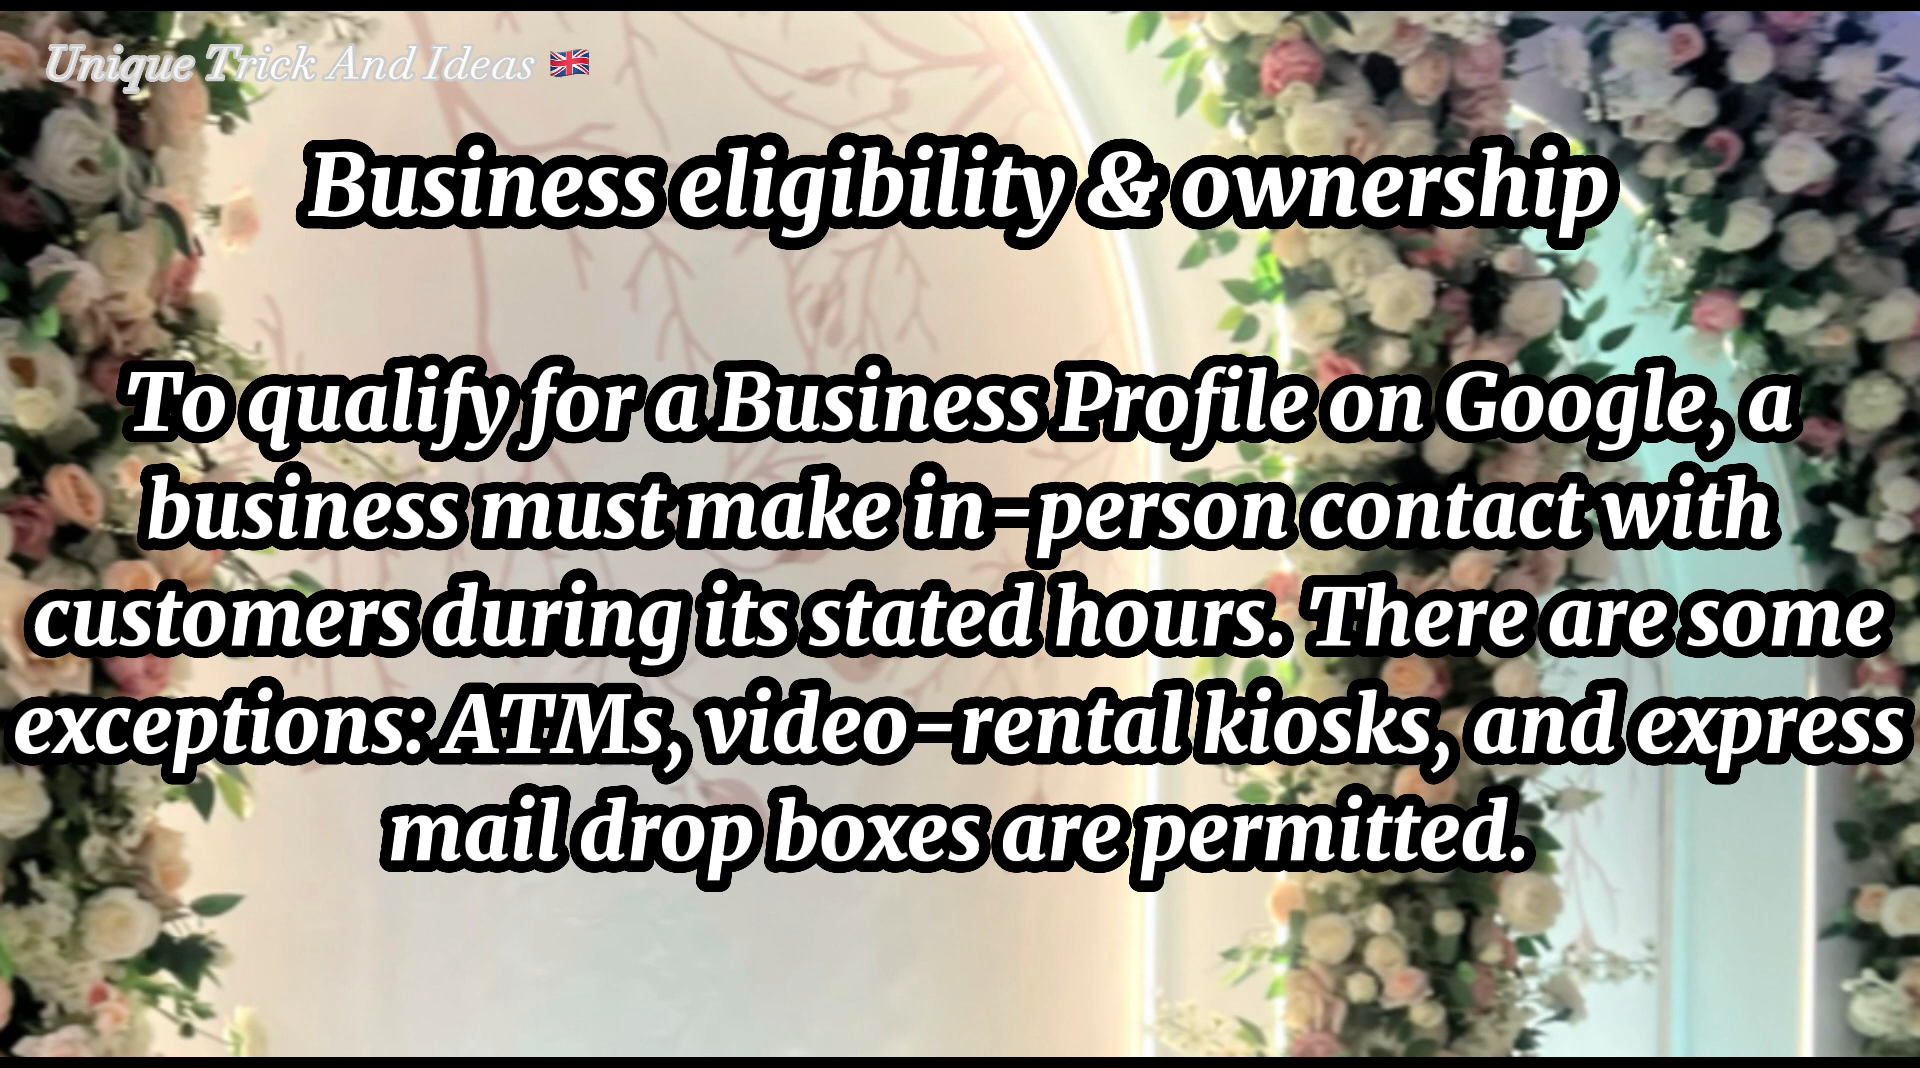 Unique Trick And Ideas 🇬🇧
Business eligibility & ownership
To qualify for a Business Profile on Google, a
business must make in-person contact with
customers during its stated hours. There are some
exceptions: ATMs, video-rental kiosks, and express
mail drop boxes are permitted.